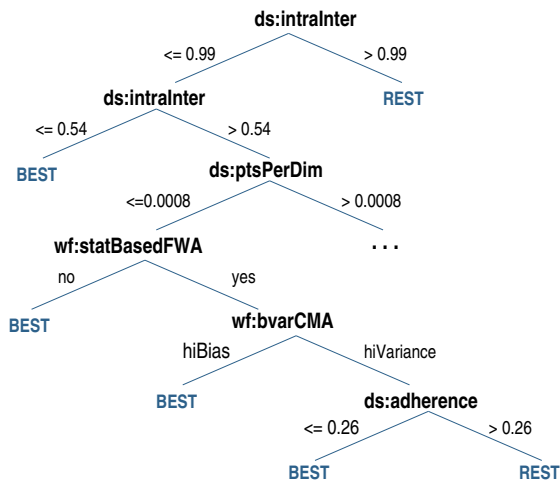 ds:intraInter
<= 0.99 > 0.99
ds:intraInter REST
<= 0.54 > 0.54
BEST ds:ptsPerDim
<=0.0008 > 0.0008
wf:statBasedFWA ...
no yes
BEST wf:bvarCMA
hiBias hiVariance
BEST ds:adherence
<= 0.26 > 0.26
BEST REST